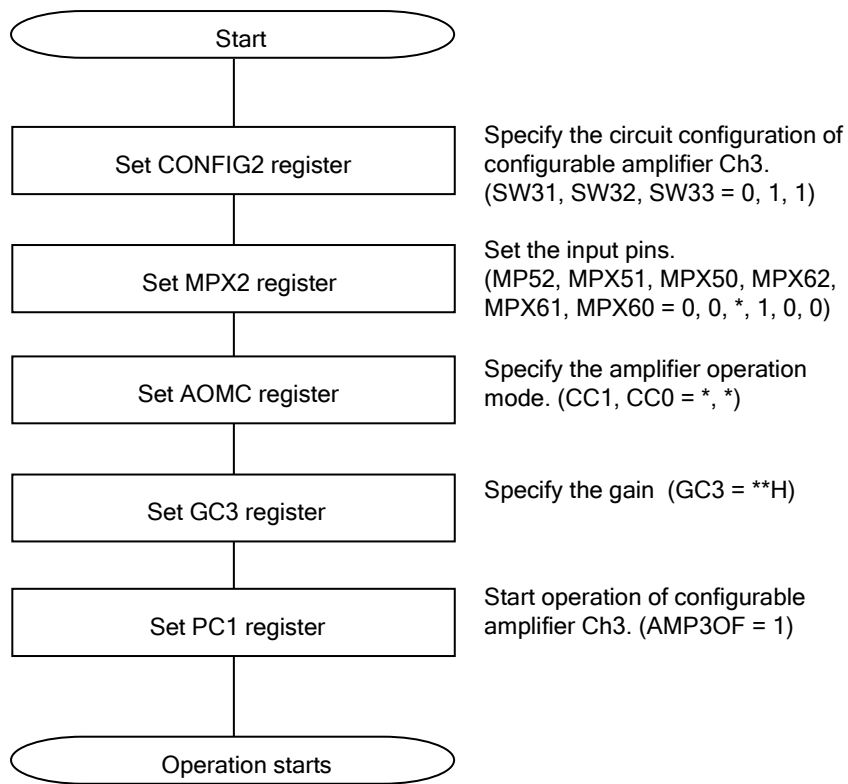 Start
Set CONFIG2 register
Specify the circuit configuration of
configurable amplifier Ch3.
(SW31, SW32, SW33 = 0, 1, 1)
Set MPX2 register
Set the input pins.
(MP52, MPX51, MPX50, MPX62,
MPX61, MPX60 = 0, 0, *, 1, 0, 0)
Set AOMC register
Specify the amplifier operation
mode. (CC1, CC0 = *, *)
Set GC3 register
Specify the gain (GC3 = **H)
Set PC1 register
Start operation of configurable
amplifier Ch3. (AMP3OF = 1)
Operation starts